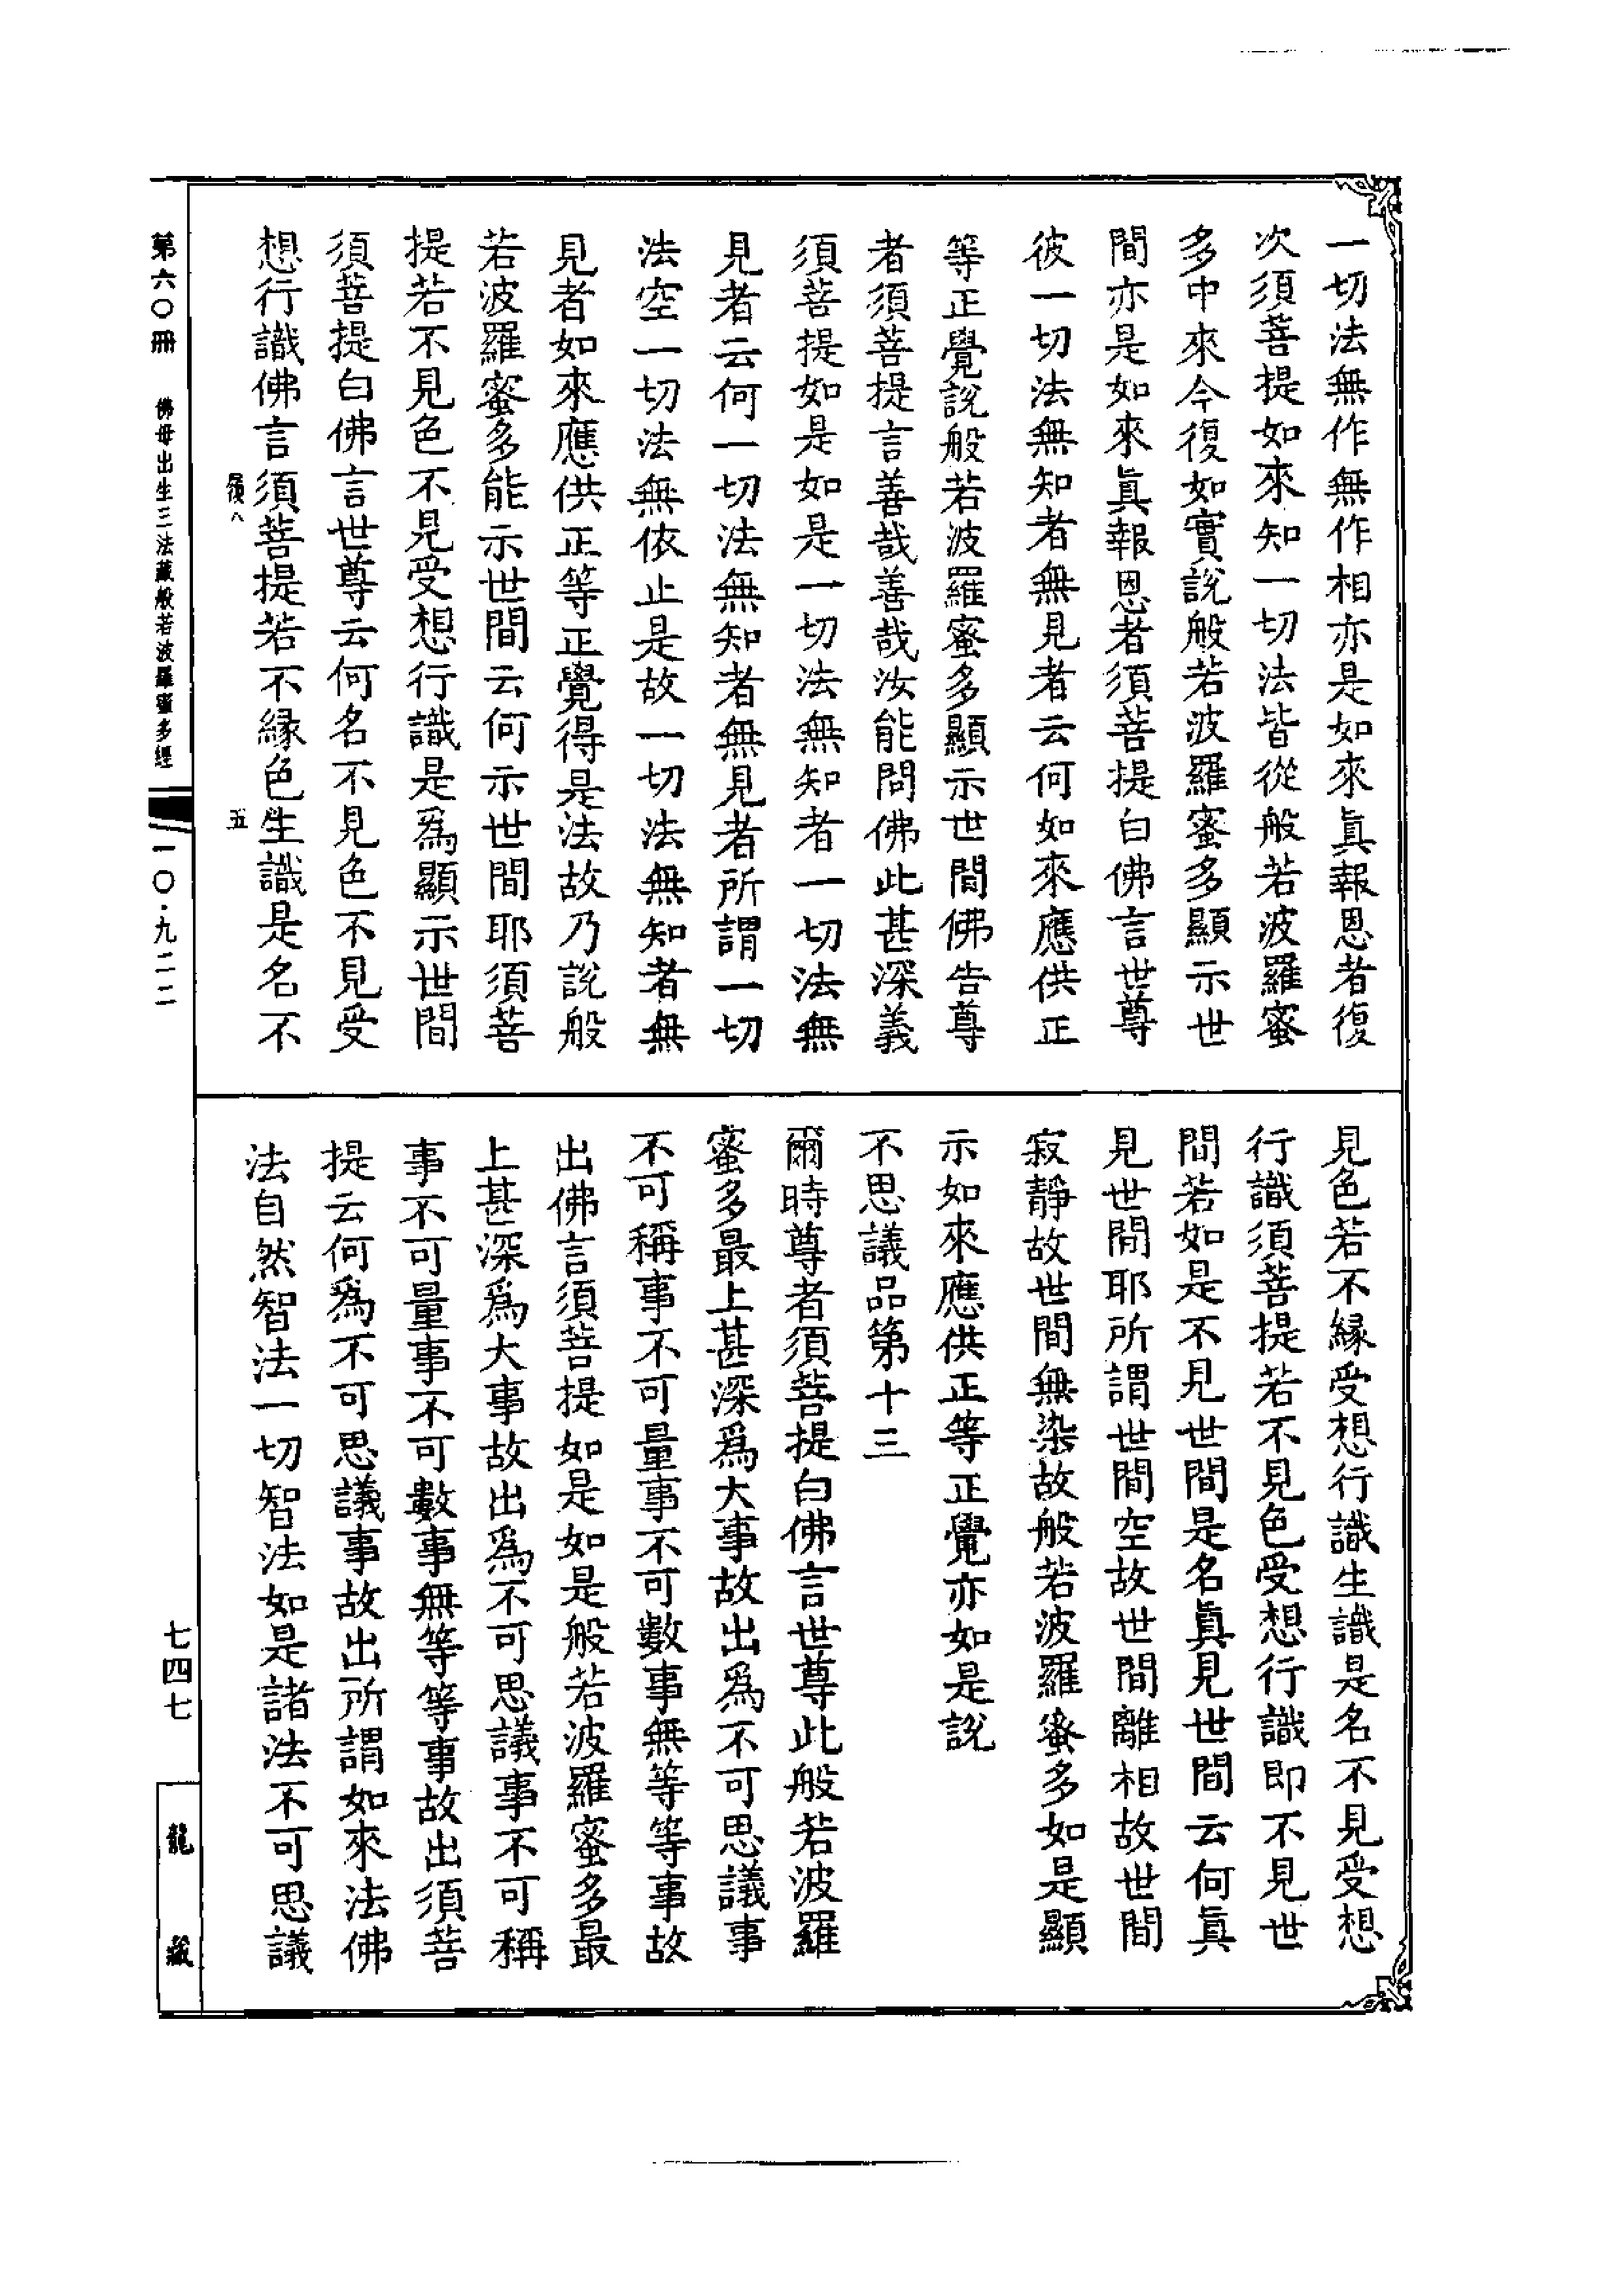 一切法無作無作相亦是如來眞報恩者復
次須菩提如來知一切法皆從般若波羅蜜
多中來今復如實說般若波羅蜜多顯示世
間亦是如來眞報恩者須菩提白佛言世尊
彼一切法無知者無見者云何如來應供正
等正覺說般若波羅蜜多顯示世間佛告尊
者須菩提言善哉善哉汝能問佛此甚深義
須菩提如是如是一切法無知者一切法無
見者云何一切法無知者無見者所謂一切
法空一切法無依止是故一切法無知者無
見者如來應供正等正覺得是法故乃說般
若波羅蜜多能示世間云何示世間耶須菩
提若不見色不見受想行識是爲顯示世間
須菩提白佛言世尊云何名不見色不見受
想行識佛言須菩提若不緣色生識是名不
八 五
見色若不緣受想行識生識是名不見受想
行識須菩提若不見色受想行識即不見世
間若如是不見世間是名眞見世間云何眞
見世間耶所謂世間空故世間離相故世間
寂靜故世間無染故般若波羅蜜多如是顯
示如來應供正等正覺亦如是說
不思議品第十三
爾時尊者須菩提白佛言世尊此般若波羅
蜜多最上甚深爲大事故出爲不可思議事
不可稱事不可量事不可數事無等等事故
出佛言須菩提如是如是般若波羅蜜多最
上甚深爲大事故出爲不可思議事不可稱
事不可量事不可數事無等等事故出須菩
提云何爲不可思議事故出所謂如來法佛
法自然智法一切智法如是諸法不可思議
第六〇冊 佛母出生三法藏般若波羅蜜多經 一〇·九二二
七四七
龍藏